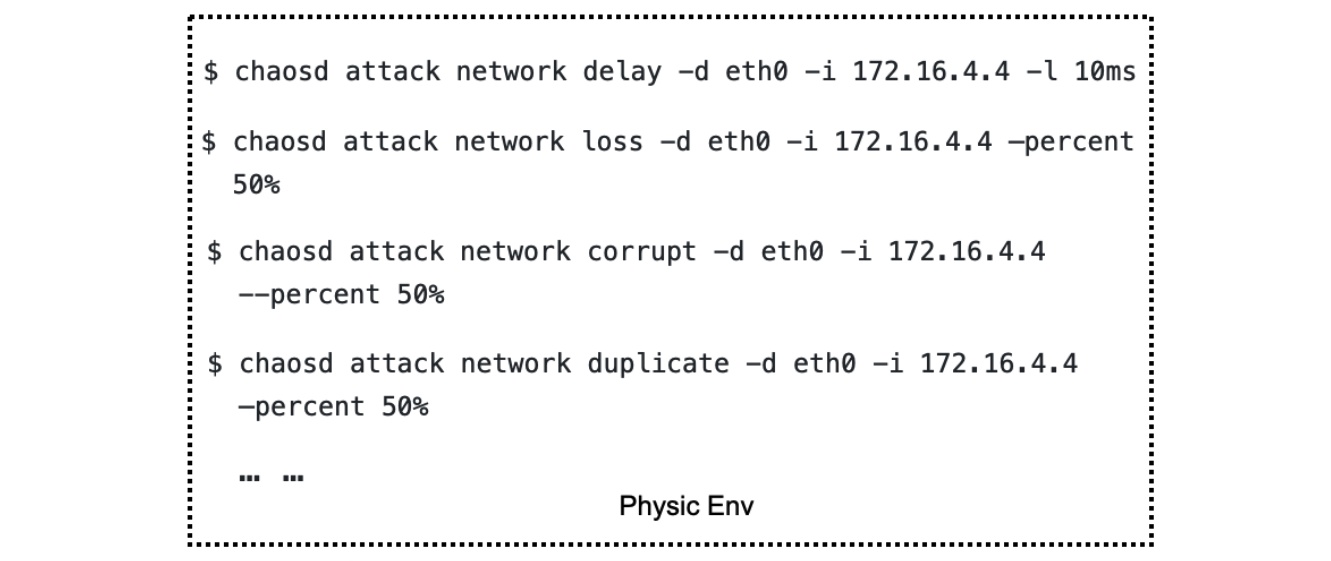 $ chaosd attack network delay -d eth0 -i 172.16.4.4 -l 10ms
$ chaosd attack network loss -d eth0 -i 172.16.4.4 —percent
50%
$ chaosd attack network corrupt -d eth0 -i 172.16.4.4
--percent 50%
$ chaosd attack network duplicate -d eth0 -i 172.16.4.4
—percent 50%
… …
Physic Env